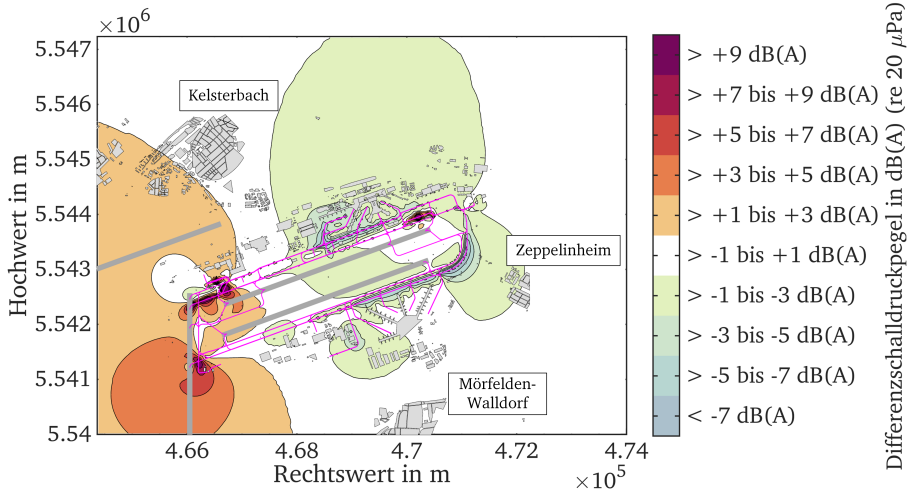 ×10⁶
5.547
5.546
5.545
5.544
5.543
5.542
5.541
5.54
Hochwert in m
Kelsterbach
Zeppelinheim
Mörfelden-
Walldorf
4.66
4.68
4.7
4.72
4.74
Rechtswert in m
×10⁵
> +9 dB(A)
> +7 bis +9 dB(A)
> +5 bis +7 dB(A)
> +3 bis +5 dB(A)
> +1 bis +3 dB(A)
> -1 bis +1 dB(A)
> -1 bis -3 dB(A)
> -3 bis -5 dB(A)
> -5 bis -7 dB(A)
< -7 dB(A)
Differenzschalldruckpegel in dB(A) (re 20 μPa)